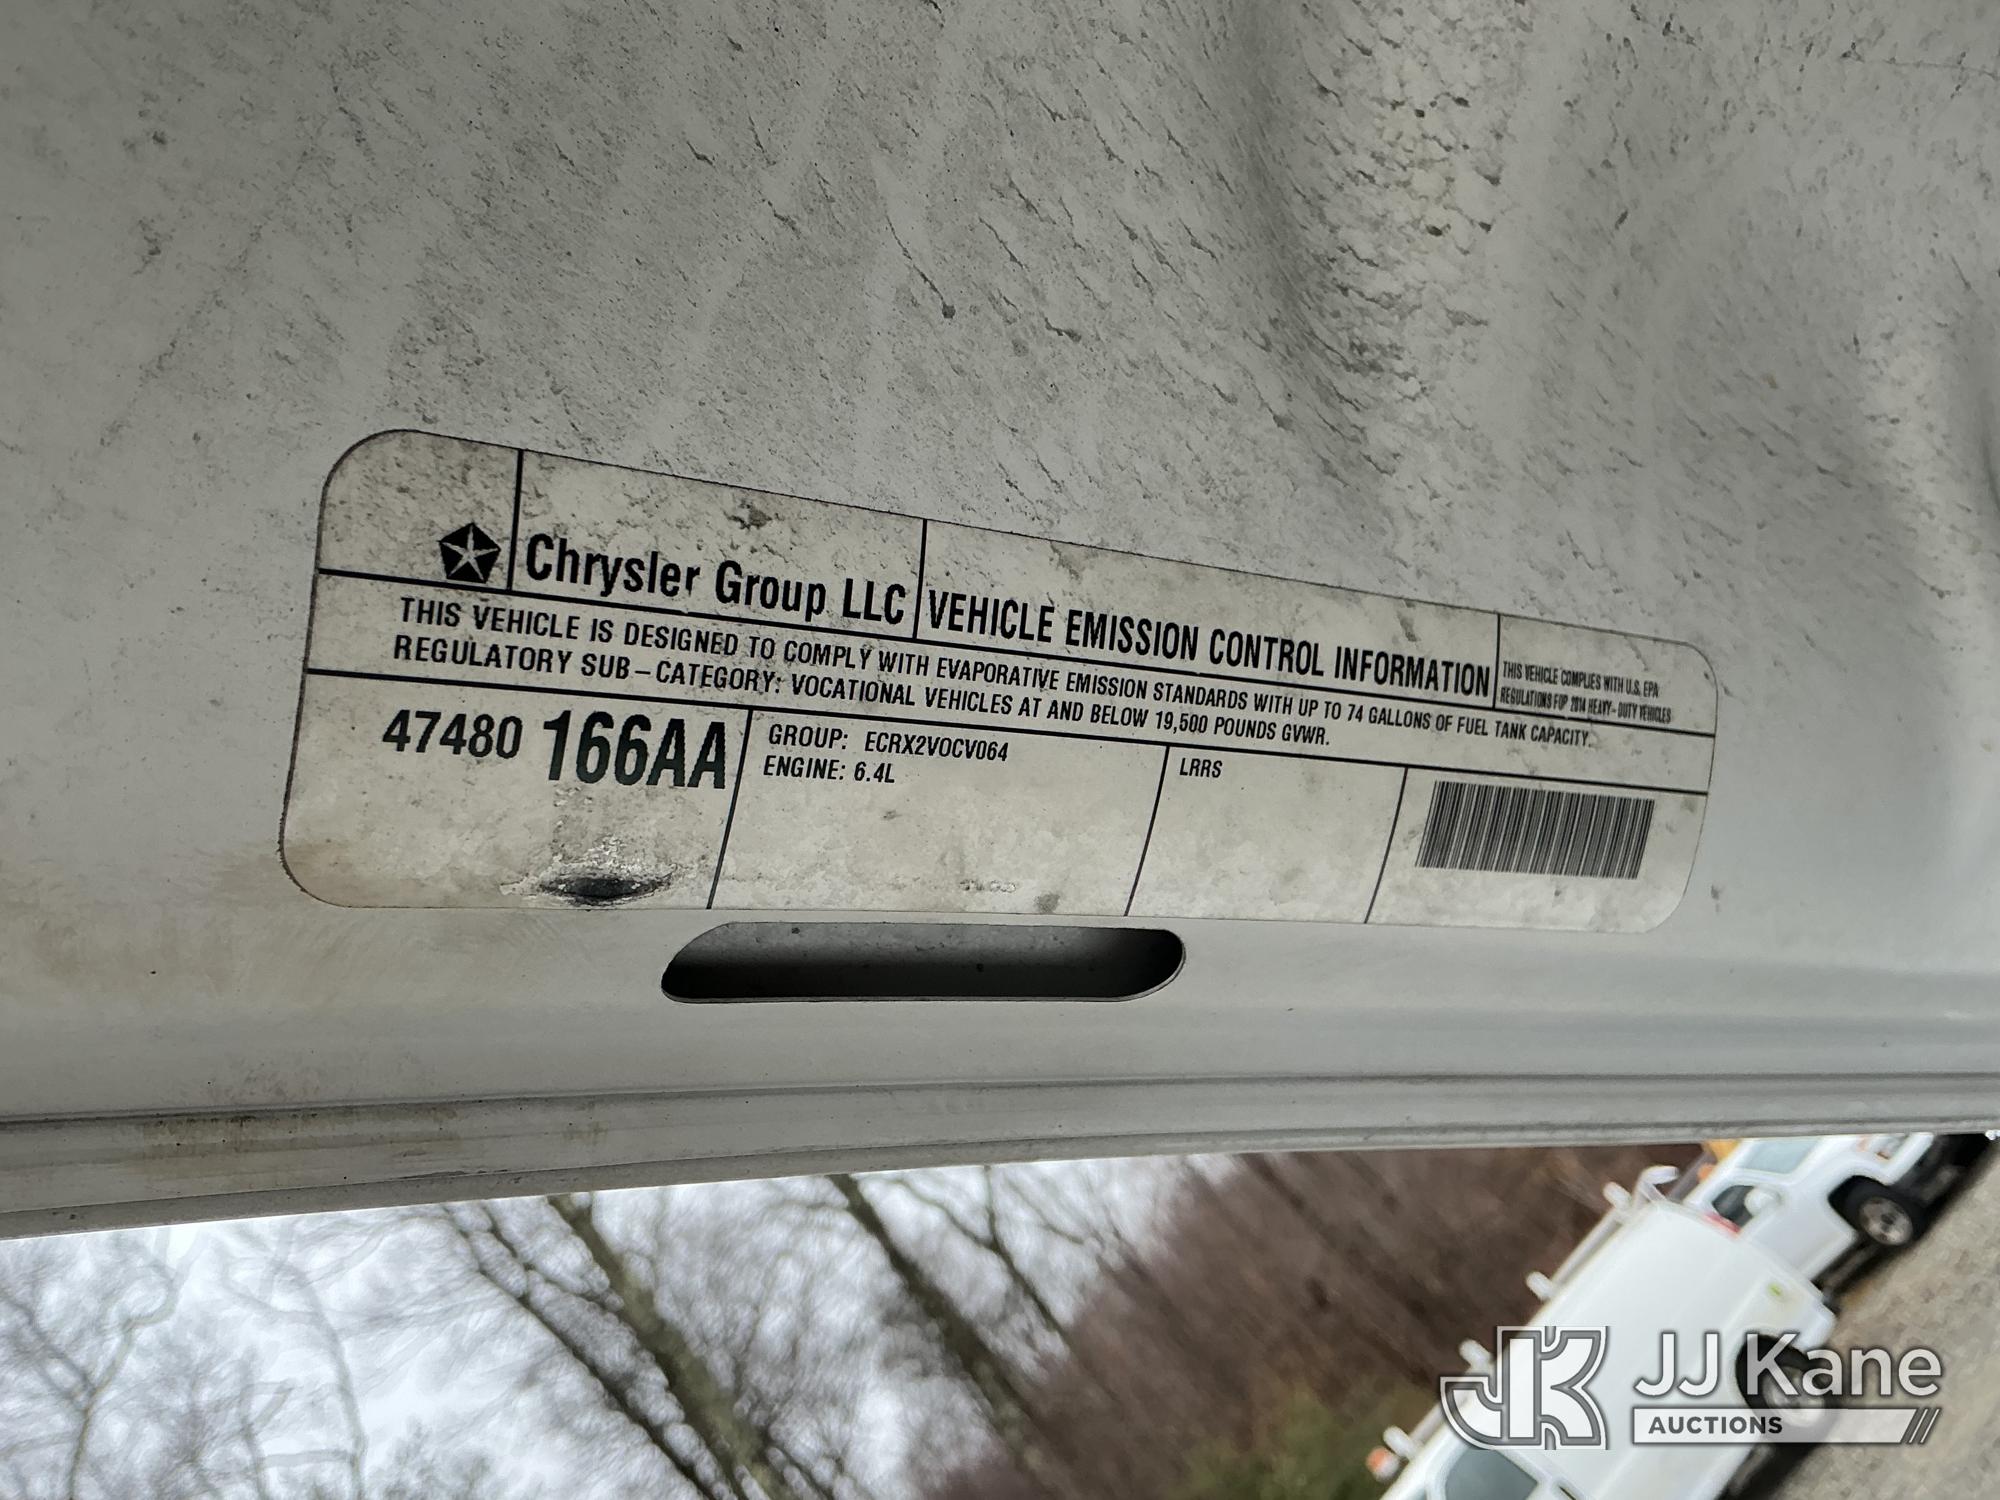 Chrysler Group LLC VEHICLE EMISSION CONTROL INFORMATION
THIS VEHICLE COMPLIES WITH U.S. EPA
REGULATIONS FOR 2014 HEAVY-DUTY VEHICLES
THIS VEHICLE IS DESIGNED TO COMPLY WITH EVAPORATIVE EMISSION STANDARDS WITH UP TO 74 GALLONS OF FUEL TANK CAPACITY.
REGULATORY SUB-CATEGORY: VOCATIONAL VEHICLES AT AND BELOW 19,500 POUNDS GVWR.
47480 166AA
GROUP: ECRX2VOCV064
ENGINE: 6.4L
LRRS
JK JJ Kane
AUCTIONS